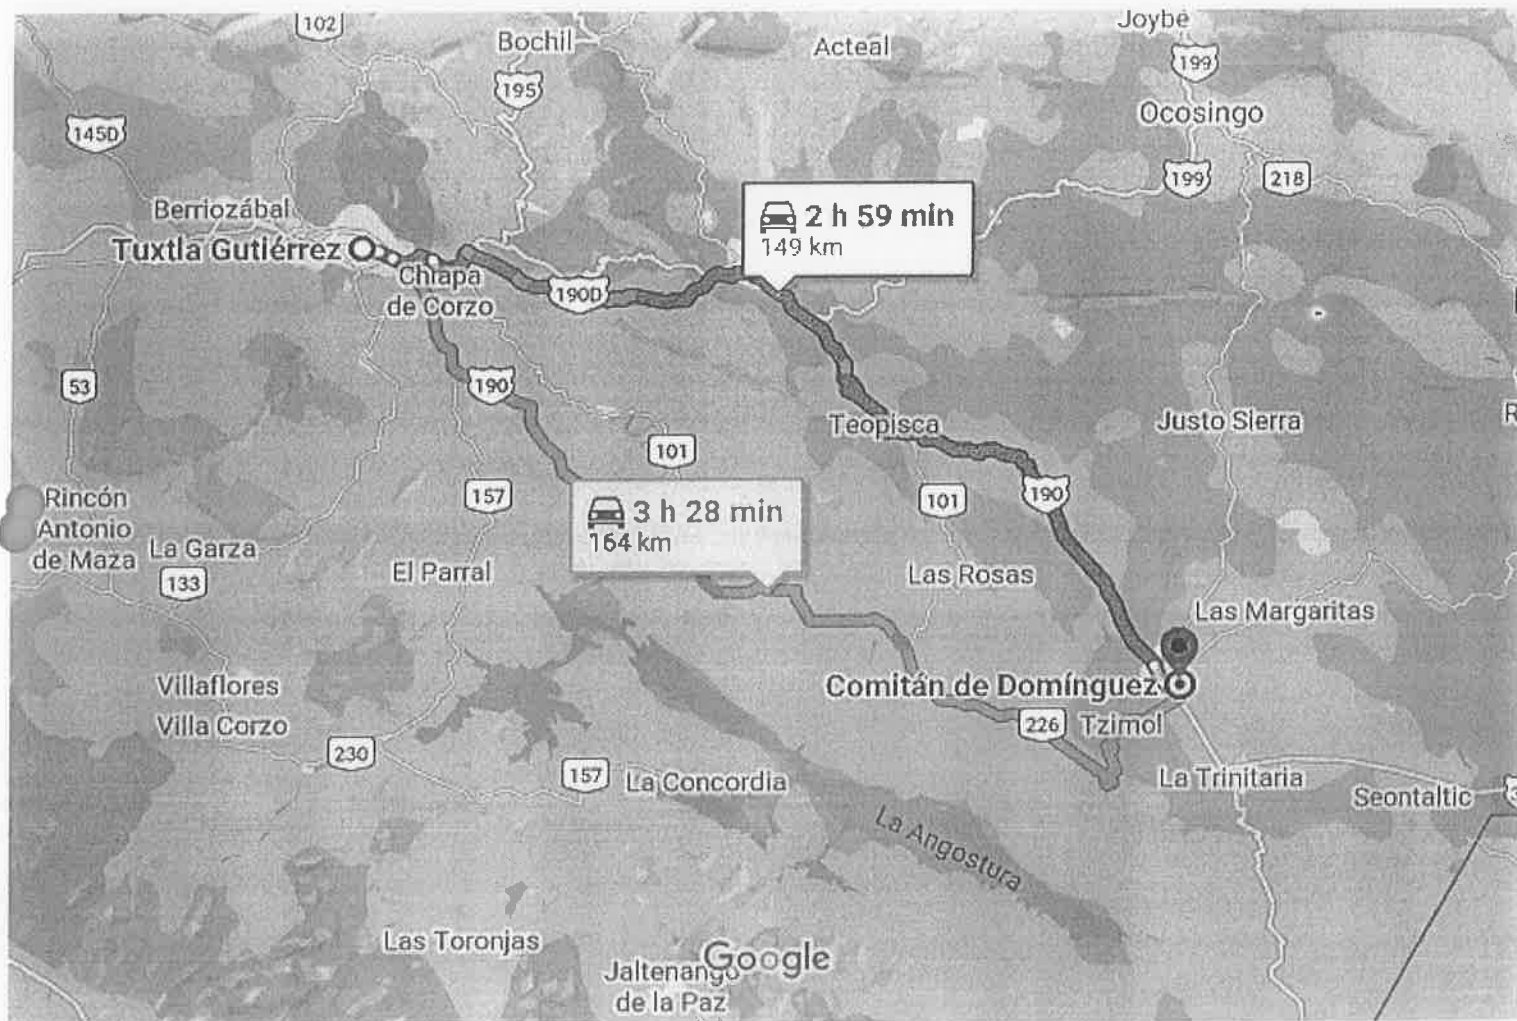 102
Bochil
Acteal
Joybe
199
195
145D
Ocosingo
199
218
Berriozábal
2 h 59 min
149 km
Tuxtla Gutiérrez
Chiapa
de Corzo
190D
53
190
Teopisca
Justo Sierra
101
Rincón
Antonio
de Maza
157
3 h 28 min
164 km
101
190
La Garza
133
El Parral
Las Rosas
Las Margaritas
Villaflores
Villa Corzo
Comitán de Domínguez
226
Tzimol
230
157
La Concordia
La Trinitaria
Seontaltic
La Angostura
Las Toronjas
Google
Jaltenango
de la Paz